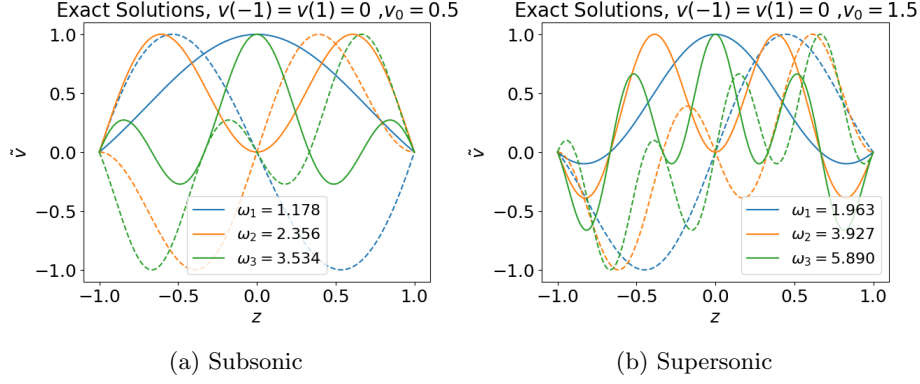 Exact Solutions, v(−1) = v(1) = 0 ,v₀ = 0.5
1.0
0.5
0.0
−0.5
−1.0
ṽ
ω₁ = 1.178
ω₂ = 2.356
ω₃ = 3.534
−1.0 −0.5 0.0 0.5 1.0
z
(a) Subsonic
Exact Solutions, v(−1) = v(1) = 0 ,v₀ = 1.5
1.0
0.5
0.0
−0.5
−1.0
ṽ
ω₁ = 1.963
ω₂ = 3.927
ω₃ = 5.890
−1.0 −0.5 0.0 0.5 1.0
z
(b) Supersonic